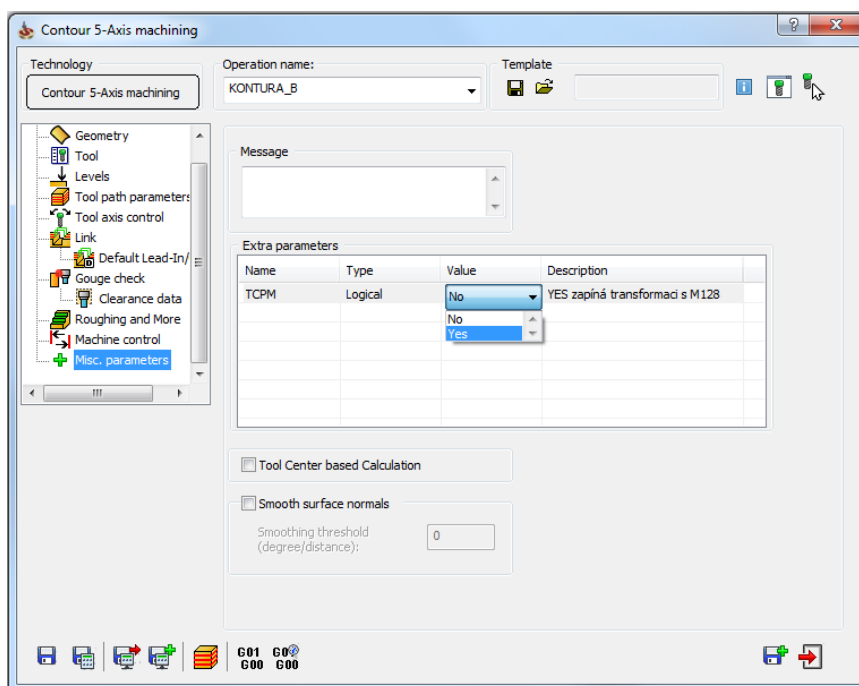 Contour 5-Axis machining
Technology
Contour 5-Axis machining
Operation name:
KONTURA_B
Template
Geometry
Tool
Levels
Tool path parameters
Tool axis control
Link
Default Lead-In/
Gouge check
Clearance data
Roughing and More
Machine control
Misc. parameters
Message
Extra parameters
Name Type Value Description
TCPM Logical No YES zapíná transformaci s M128
No
Yes
Tool Center based Calculation
Smooth surface normals
Smoothing threshold
(degree/distance):
0
G01 G0
G00 G00